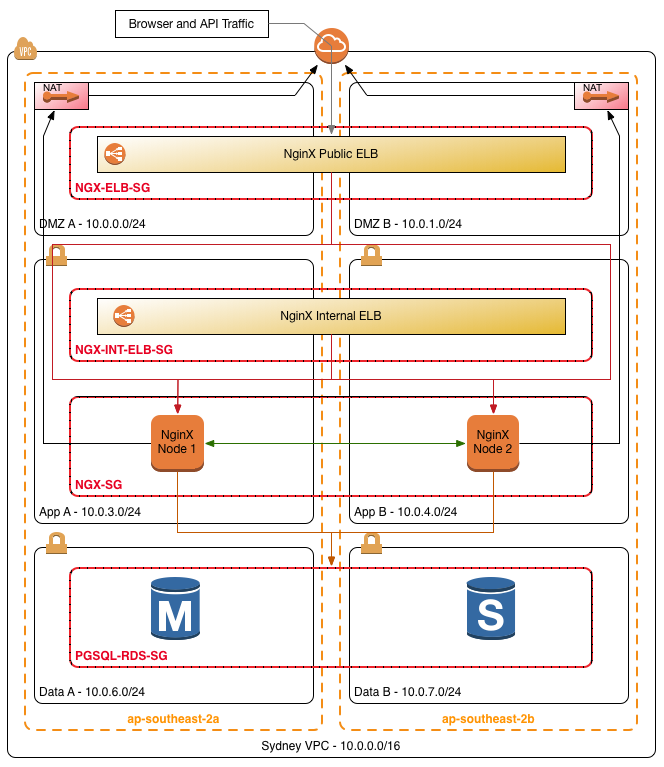 Browser and API Traffic
VPC
NAT
NAT
NginX Public ELB
NGX-ELB-SG
DMZ A - 10.0.0.0/24
DMZ B - 10.0.1.0/24
NginX Internal ELB
NGX-INT-ELB-SG
NginX
Node 1
NginX
Node 2
NGX-SG
App A - 10.0.3.0/24
App B - 10.0.4.0/24
M
S
PGSQL-RDS-SG
Data A - 10.0.6.0/24
Data B - 10.0.7.0/24
ap-southeast-2a
ap-southeast-2b
Sydney VPC - 10.0.0.0/16